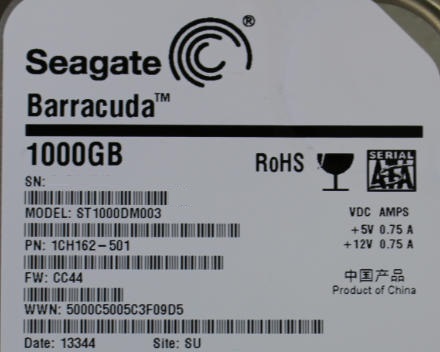 Seagate ®
Barracuda™
1000GB
RoHS
SERIAL
ATA
SN:
MODEL: ST1000DM003
VDC AMPS
+5V 0.75 A
PN: 1CH162-501
+12V 0.75 A
FW: CC44
中国产品
Product of China
WWN: 5000C5005C3F09D5
Date: 13344 Site: SU